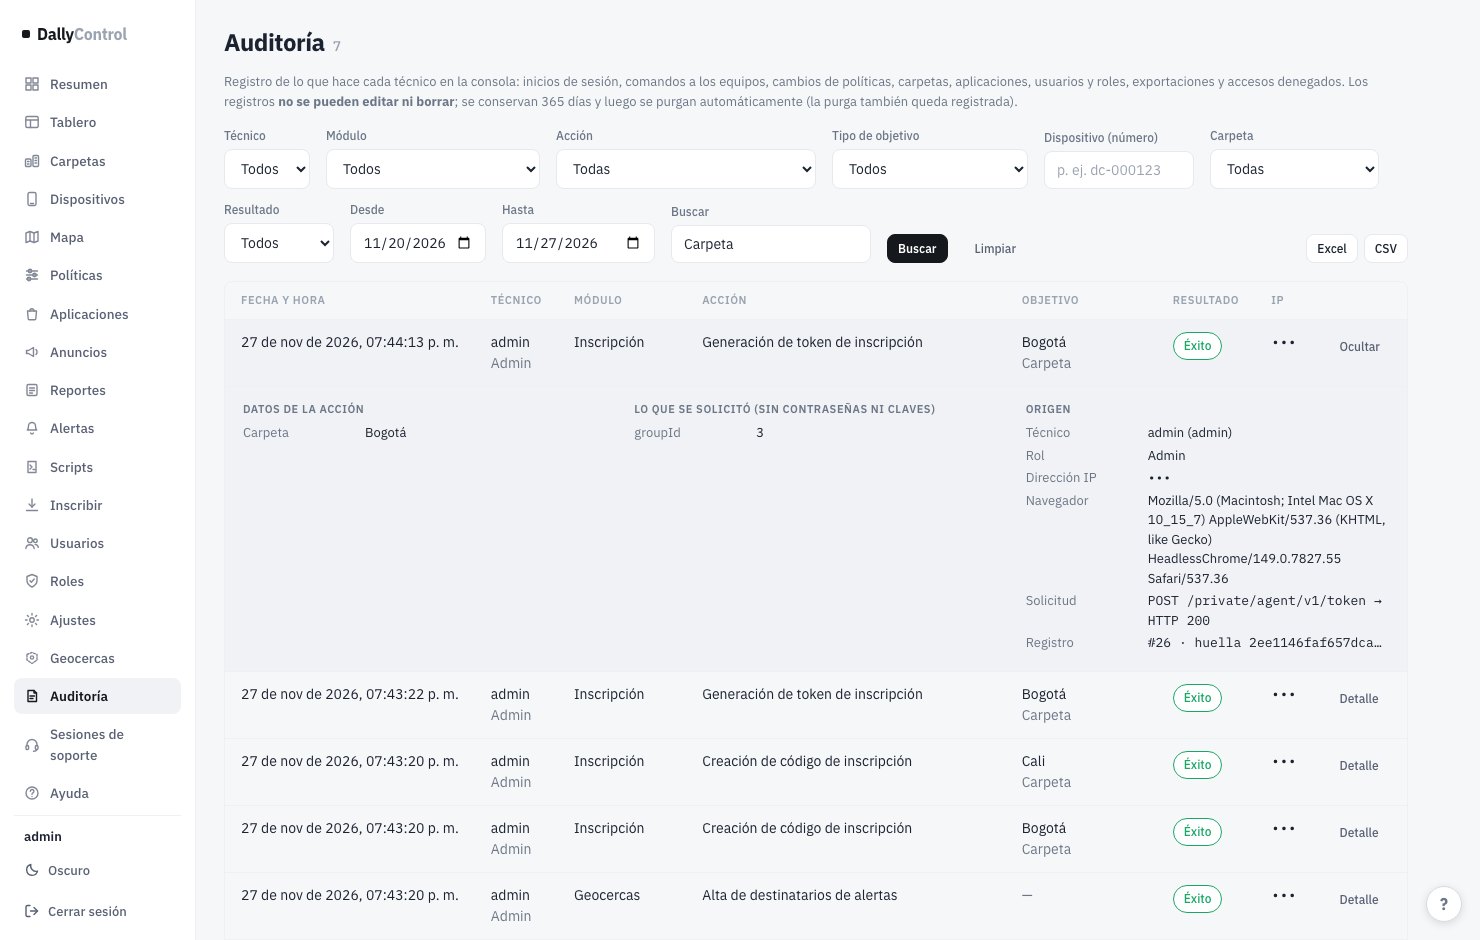 DallyControl
Resumen
Tablero
Carpetas
Dispositivos
Mapa
Políticas
Aplicaciones
Anuncios
Reportes
Alertas
Scripts
Inscribir
Usuarios
Roles
Ajustes
Geocercas
Auditoría
Sesiones de
soporte
Ayuda
admin
Oscuro
Cerrar sesión
Auditoría 7
Registro de lo que hace cada técnico en la consola: inicios de sesión, comandos a los equipos, cambios de políticas, carpetas, aplicaciones, usuarios y roles, exportaciones y accesos denegados. Los
registros no se pueden editar ni borrar; se conservan 365 días y luego se purgan automáticamente (la purga también queda registrada).
Técnico Módulo Acción Tipo de objetivo Dispositivo (número) Carpeta
Todos Todos Todas Todos p. ej. dc-000123 Todas
Resultado Desde Hasta Buscar
Todos 11/20/2026 11/27/2026 Carpeta Buscar Limpiar Excel CSV
FECHA Y HORA TÉCNICO MÓDULO ACCIÓN OBJETIVO RESULTADO IP
27 de nov de 2026, 07:44:13 p. m. admin Inscripción Generación de token de inscripción Bogotá Éxito ••• Ocultar
Admin Carpeta
DATOS DE LA ACCIÓN LO QUE SE SOLICITÓ (SIN CONTRASEÑAS NI CLAVES) ORIGEN
Carpeta Bogotá groupId 3 Técnico admin (admin)
Rol Admin
Dirección IP •••
Navegador Mozilla/5.0 (Macintosh; Intel Mac OS X
10_15_7) AppleWebKit/537.36 (KHTML,
like Gecko)
HeadlessChrome/149.0.7827.55
Safari/537.36
Solicitud POST /private/agent/v1/token →
HTTP 200
Registro #26 · huella 2ee1146faf657dca…
27 de nov de 2026, 07:43:22 p. m. admin Inscripción Generación de token de inscripción Bogotá Éxito ••• Detalle
Admin Carpeta
27 de nov de 2026, 07:43:20 p. m. admin Inscripción Creación de código de inscripción Cali Éxito ••• Detalle
Admin Carpeta
27 de nov de 2026, 07:43:20 p. m. admin Inscripción Creación de código de inscripción Bogotá Éxito ••• Detalle
Admin Carpeta
27 de nov de 2026, 07:43:20 p. m. admin Geocercas Alta de destinatarios de alertas — Éxito ••• Detalle
Admin
?